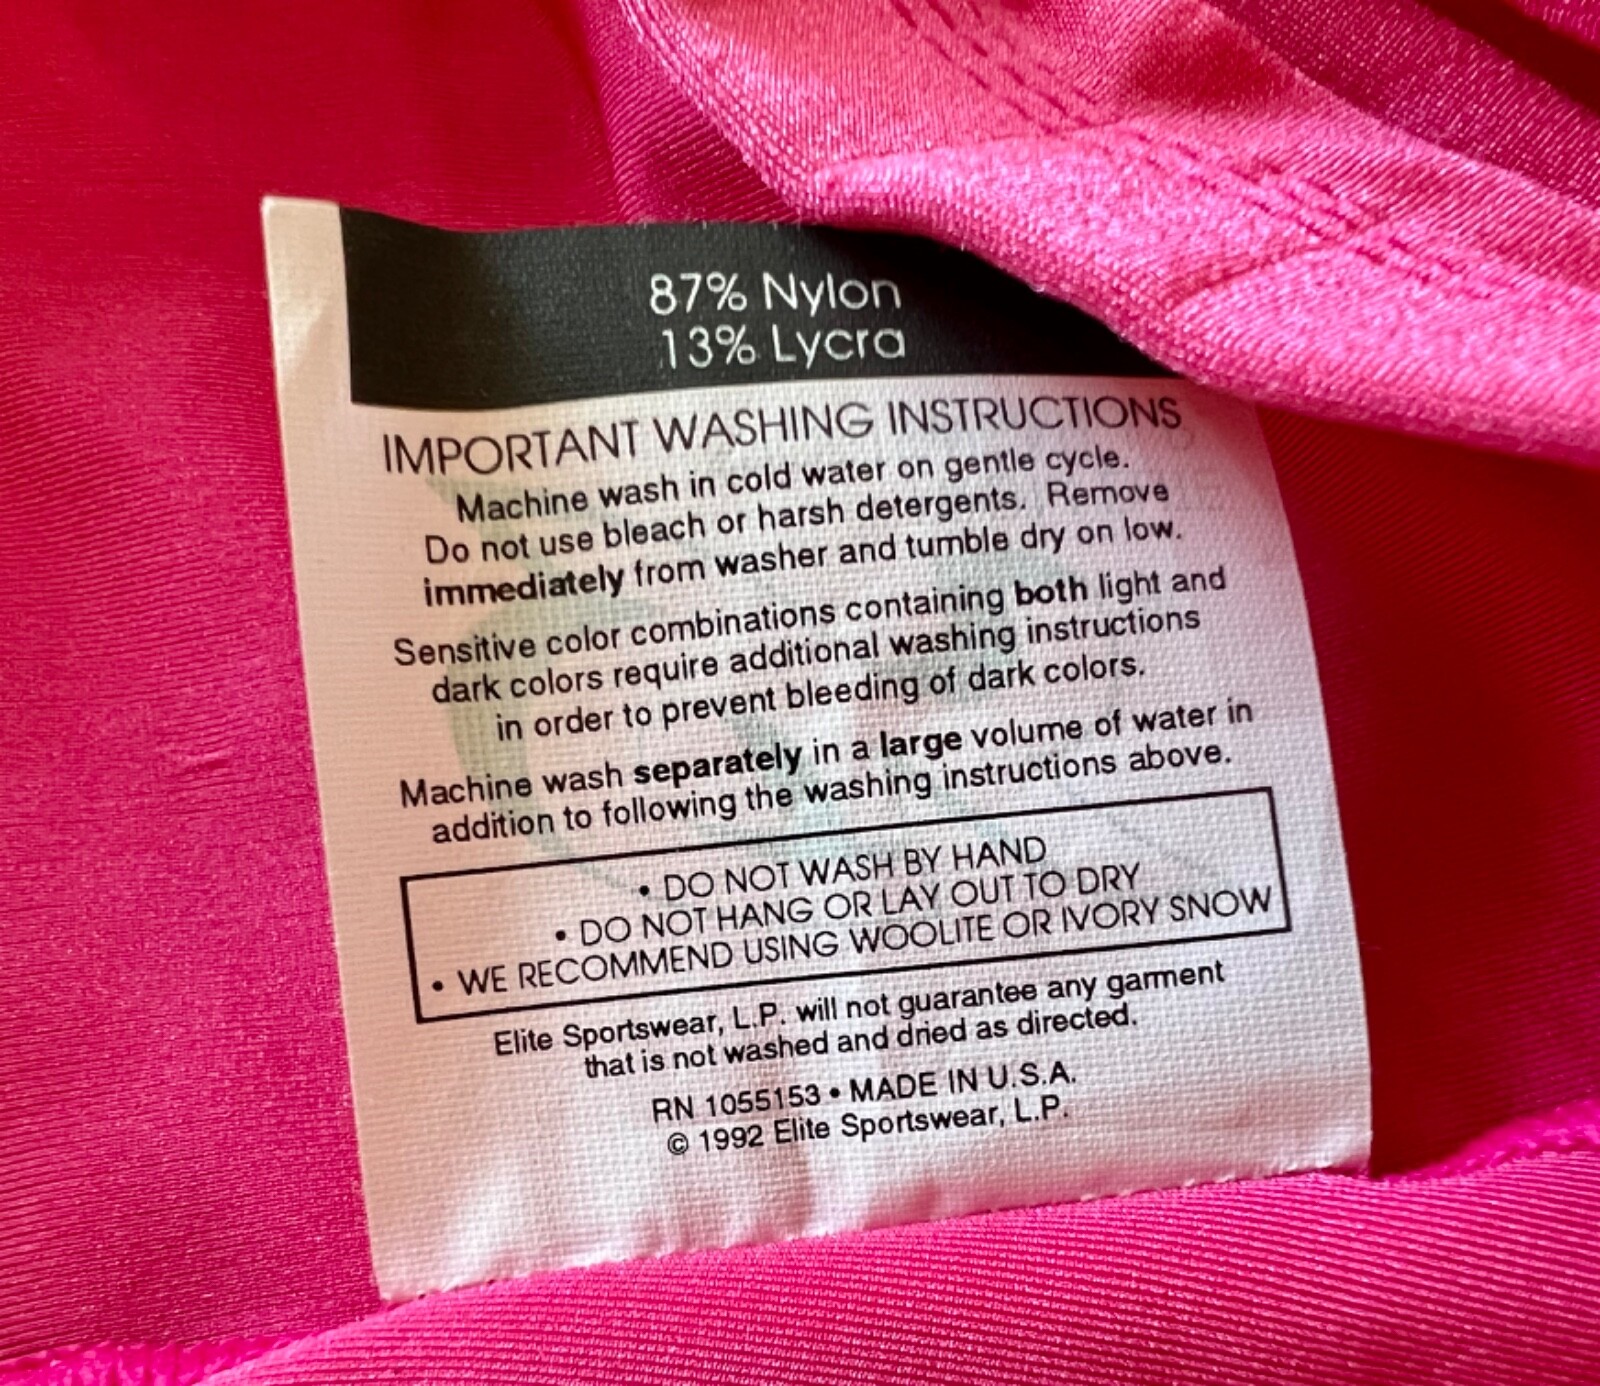 87% Nylon
13% Lycra
IMPORTANT WASHING INSTRUCTIONS
Machine wash in cold water on gentle cycle.
Do not use bleach or harsh detergents. Remove
immediately from washer and tumble dry on low.
Sensitive color combinations containing both light and
dark colors require additional washing instructions
in order to prevent bleeding of dark colors.
Machine wash separately in a large volume of water in
addition to following the washing instructions above.
• DO NOT WASH BY HAND
• DO NOT HANG OR LAY OUT TO DRY
• WE RECOMMEND USING WOOLITE OR IVORY SNOW
Elite Sportswear, L.P. will not guarantee any garment
that is not washed and dried as directed.
RN 1055153 • MADE IN U.S.A.
© 1992 Elite Sportswear, L.P.